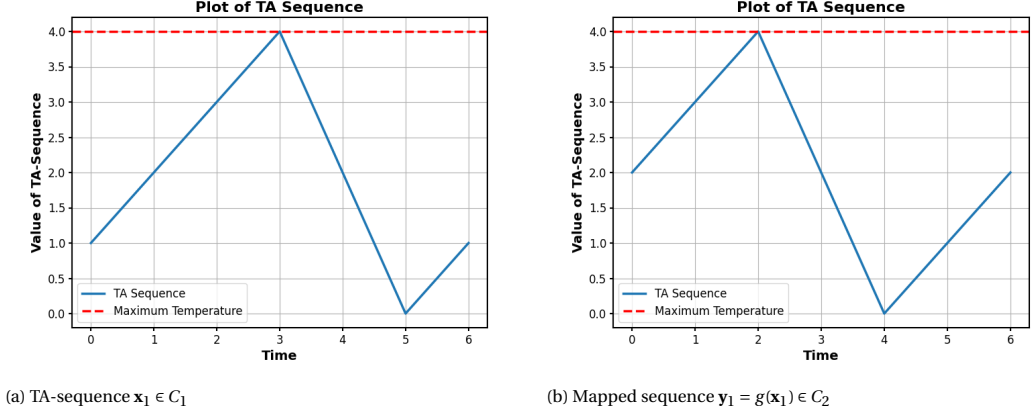 Plot of TA Sequence
4.0
3.5
3.0
2.5
2.0
1.5
1.0
0.5
0.0
Value of TA-Sequence
TA Sequence
Maximum Temperature
0 1 2 3 4 5 6
Time
(a) TA-sequence x₁ ∈ C₁
Plot of TA Sequence
4.0
3.5
3.0
2.5
2.0
1.5
1.0
0.5
0.0
Value of TA-Sequence
TA Sequence
Maximum Temperature
0 1 2 3 4 5 6
Time
(b) Mapped sequence y₁ = g(x₁) ∈ C₂